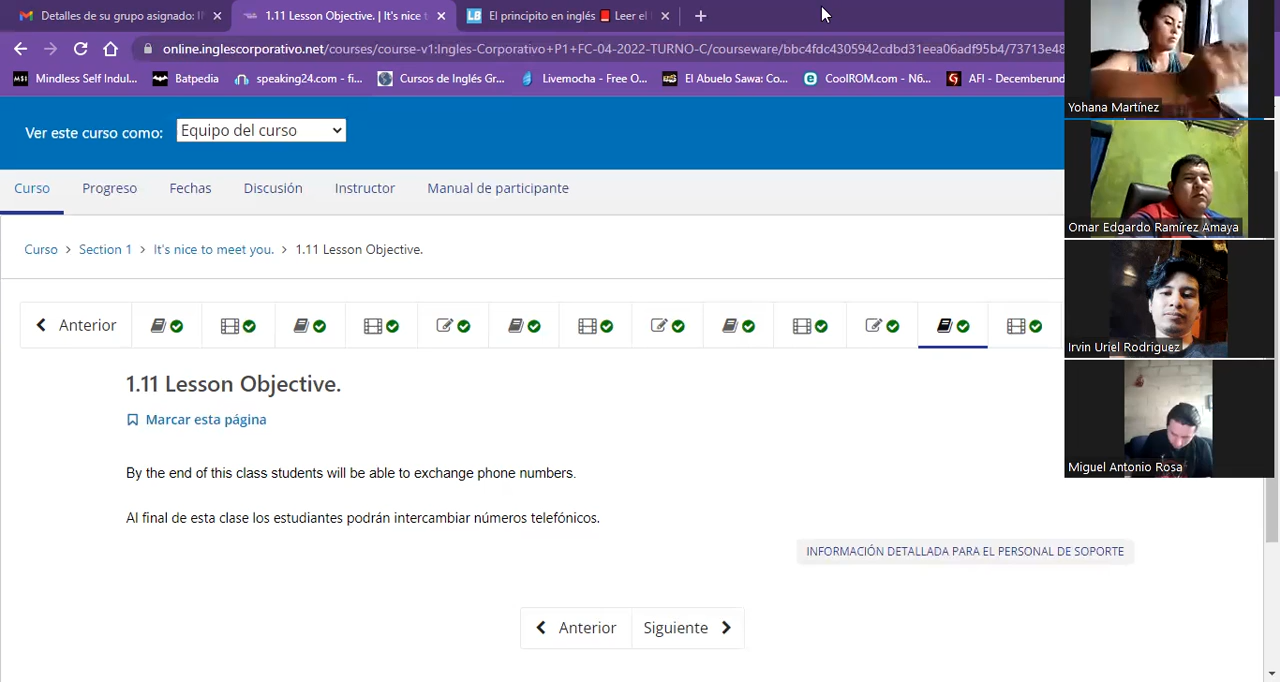 Detalles de su grupo asignado: I
1.11 Lesson Objective. | It's nice t
El principito en inglés 📕 Leer el
online.inglescorporativo.net/courses/course-v1:Ingles-Corporativo+P1+FC-04-2022-TURNO-C/courseware/bbc4fdc4305942cdbd31eea06adf95b4/73713e48
Mindless Self Indul...
Batpedia
speaking24.com - fi...
Cursos de Inglés Gr...
Livemocha - Free O...
El Abuelo Sawa: Co...
CoolROM.com - N6...
AFI - Decemberund
Yohana Martínez
Ver este curso como:
Equipo del curso
Curso
Progreso
Fechas
Discusión
Instructor
Manual de participante
Omar Edgardo Ramírez Amaya
Curso > Section 1 > It's nice to meet you. > 1.11 Lesson Objective.
Anterior
Irvin Uriel Rodriguez
1.11 Lesson Objective.
Marcar esta página
Miguel Antonio Rosa
By the end of this class students will be able to exchange phone numbers.
Al final de esta clase los estudiantes podrán intercambiar números telefónicos.
INFORMACIÓN DETALLADA PARA EL PERSONAL DE SOPORTE
Anterior
Siguiente